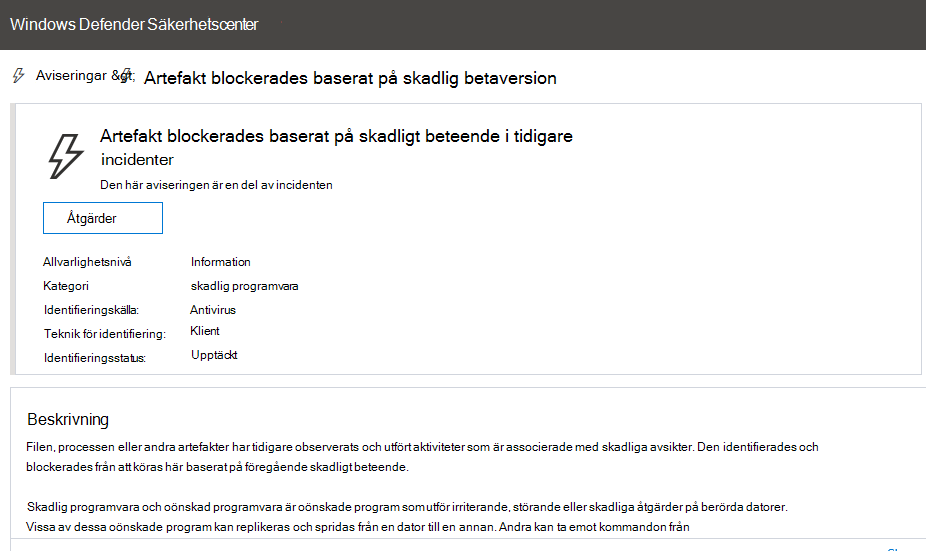 Windows Defender Säkerhetscenter
Aviseringar &gt; Artefakt blockerades baserat på skadlig betaversion
Artefakt blockerades baserat på skadligt beteende i tidigare
incidenter
Den här aviseringen är en del av incidenten
Åtgärder
Allvarlighetsnivå Information
Kategori skadlig programvara
Identifieringskälla: Antivirus
Teknik för identifiering: Klient
Identifieringsstatus: Upptäckt
Beskrivning
Filen, processen eller andra artefakter har tidigare observerats och utfört aktiviteter som är associerade med skadliga avsikter. Den identifierades och
blockerades från att köras här baserat på föregående skadligt beteende.
Skadlig programvara och oönskad programvara är oönskade program som utför irriterande, störande eller skadliga åtgärder på berörda datorer.
Vissa av dessa oönskade program kan replikeras och spridas från en dator till en annan. Andra kan ta emot kommandon från